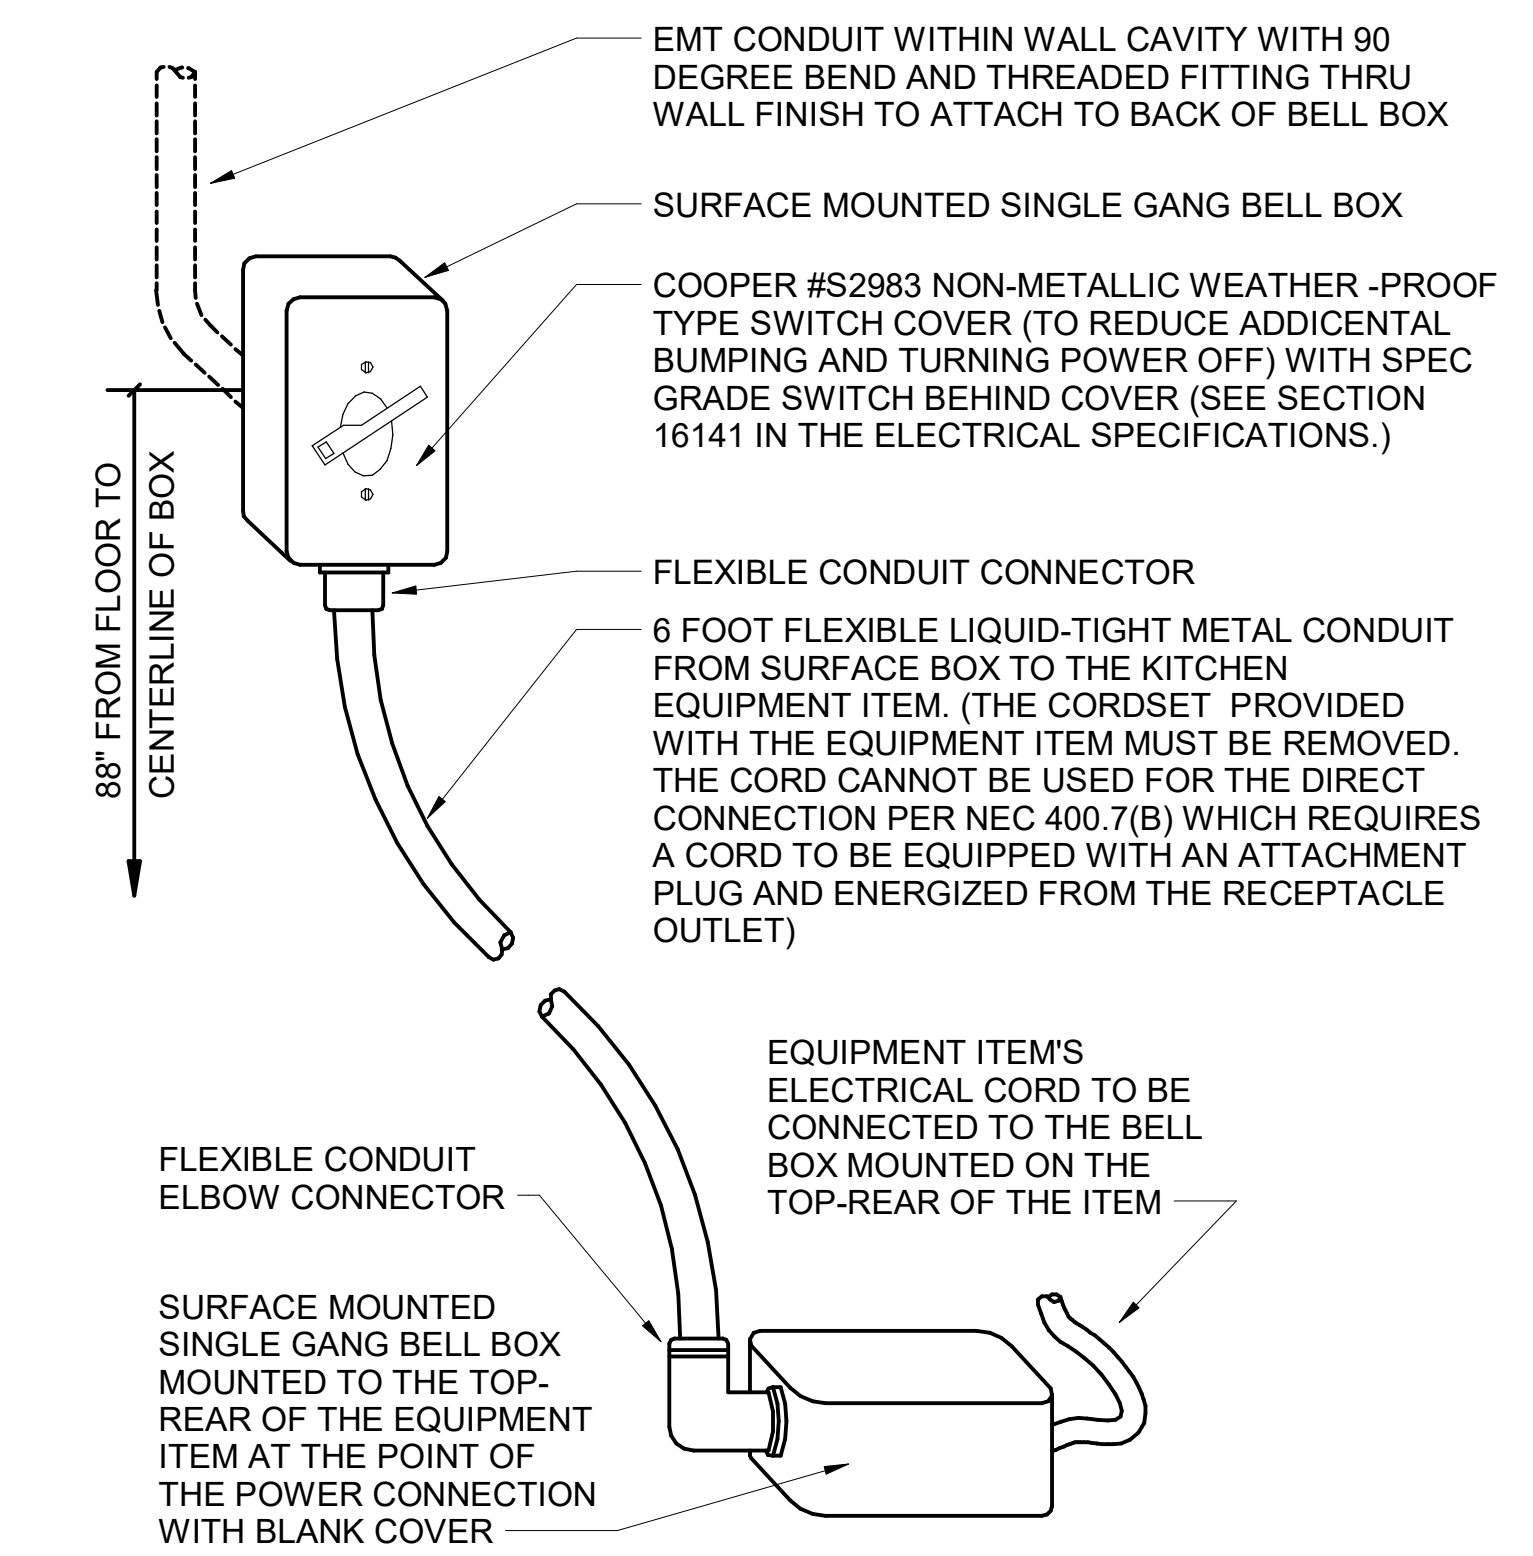 EMT CONDUIT WITHIN WALL CAVITY WITH 90
DEGREE BEND AND THREADED FITTING THRU
WALL FINISH TO ATTACH TO BACK OF BELL BOX
SURFACE MOUNTED SINGLE GANG BELL BOX
COOPER #S2983 NON-METALLIC WEATHER -PROOF
TYPE SWITCH COVER (TO REDUCE ADDICENTAL
BUMPING AND TURNING POWER OFF) WITH SPEC
GRADE SWITCH BEHIND COVER (SEE SECTION
16141 IN THE ELECTRICAL SPECIFICATIONS.)
88" FROM FLOOR TO
CENTERLINE OF BOX
FLEXIBLE CONDUIT CONNECTOR
6 FOOT FLEXIBLE LIQUID-TIGHT METAL CONDUIT
FROM SURFACE BOX TO THE KITCHEN
EQUIPMENT ITEM. (THE CORDSET  PROVIDED
WITH THE EQUIPMENT ITEM MUST BE REMOVED.
THE CORD CANNOT BE USED FOR THE DIRECT
CONNECTION PER NEC 400.7(B) WHICH REQUIRES
A CORD TO BE EQUIPPED WITH AN ATTACHMENT
PLUG AND ENERGIZED FROM THE RECEPTACLE
OUTLET)
EQUIPMENT ITEM'S
ELECTRICAL CORD TO BE
CONNECTED TO THE BELL
BOX MOUNTED ON THE
TOP-REAR OF THE ITEM
FLEXIBLE CONDUIT
ELBOW CONNECTOR
SURFACE MOUNTED
SINGLE GANG BELL BOX
MOUNTED TO THE TOP-
REAR OF THE EQUIPMENT
ITEM AT THE POINT OF
THE POWER CONNECTION
WITH BLANK COVER